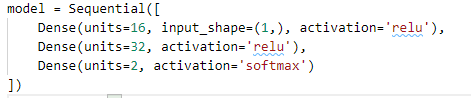 model = Sequential([
    Dense(units=16, input_shape=(1,), activation='relu'),
    Dense(units=32, activation='relu'),
    Dense(units=2, activation='softmax')
])